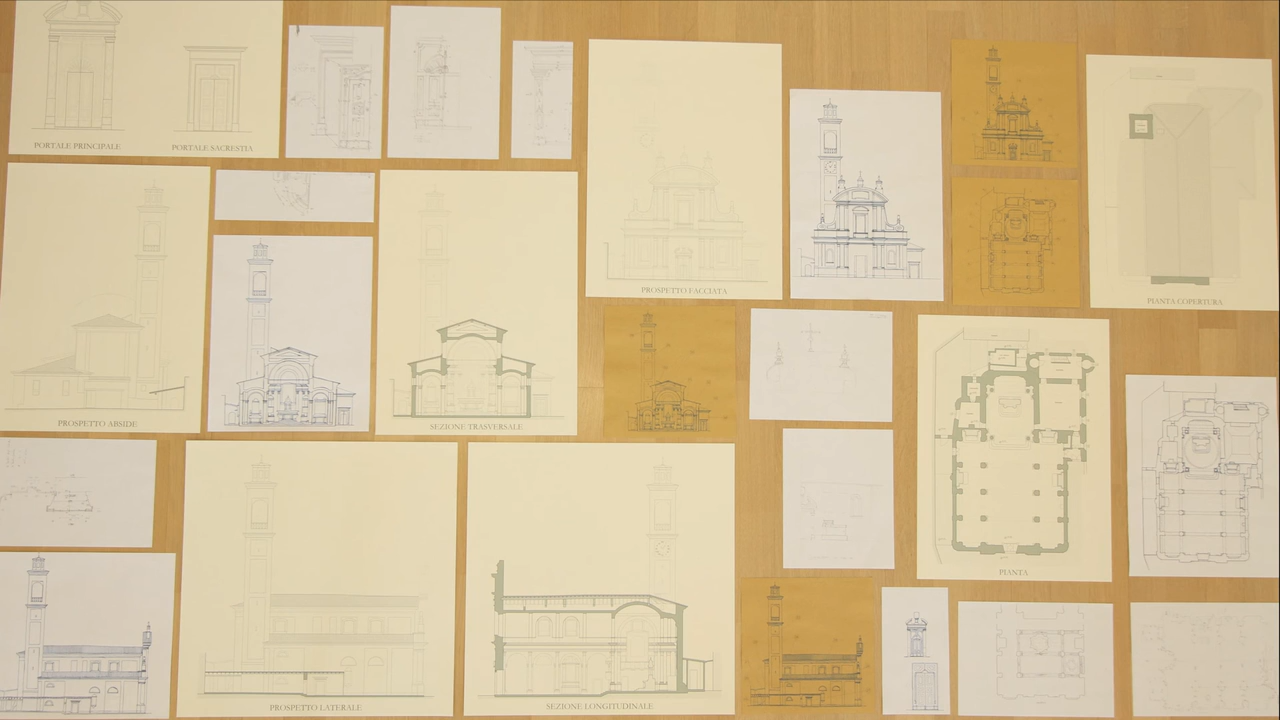 PORTALE PRINCIPALE
PORTALE SACRESTIA
PROSPETTO FACCIATA
PIANTA COPERTURA
PROSPETTO ABSIDE
SEZIONE TRASVERSALE
PIANTA
PROSPETTO LATERALE
SEZIONE LONGITUDINALE